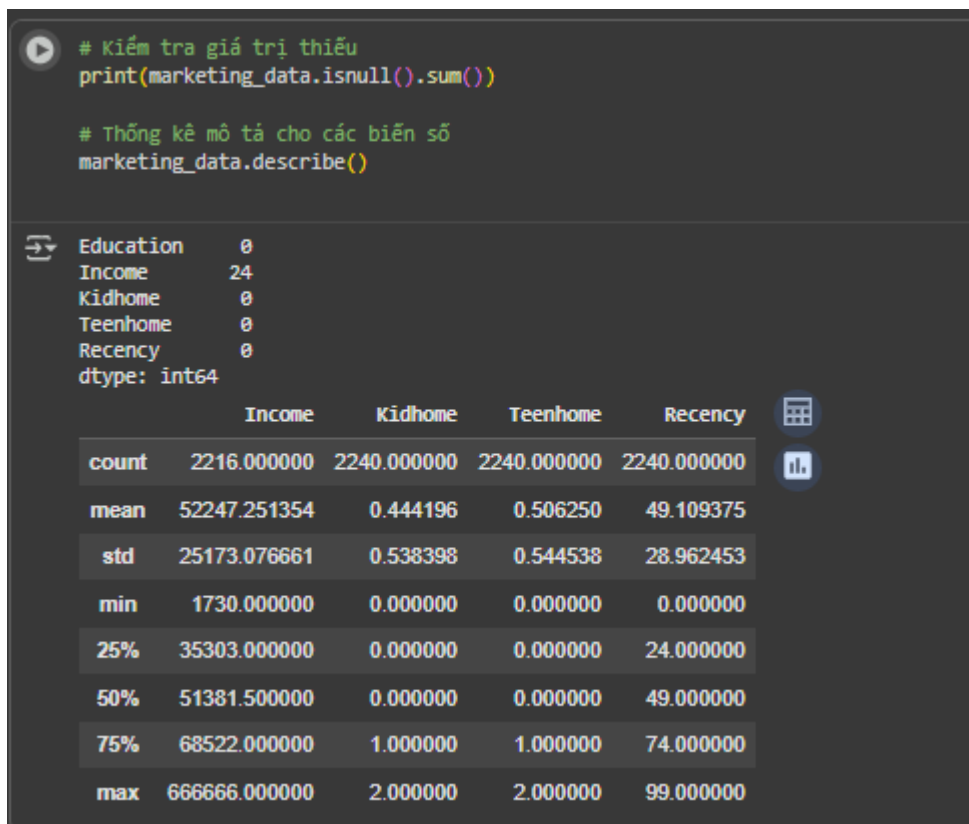 # Kiểm tra giá trị thiếu
print(marketing_data.isnull().sum())
# Thống kê mô tả cho các biến số
marketing_data.describe()
Education 0
Income 24
Kidhome 0
Teenhome 0
Recency 0
dtype: int64
Income Kidhome Teenhome Recency
count 2216.000000 2240.000000 2240.000000 2240.000000
mean 52247.251354 0.444196 0.506250 49.109375
std 25173.076661 0.538398 0.544538 28.962453
min 1730.000000 0.000000 0.000000 0.000000
25% 35303.000000 0.000000 0.000000 24.000000
50% 51381.500000 0.000000 0.000000 49.000000
75% 68522.000000 1.000000 1.000000 74.000000
max 666666.000000 2.000000 2.000000 99.000000